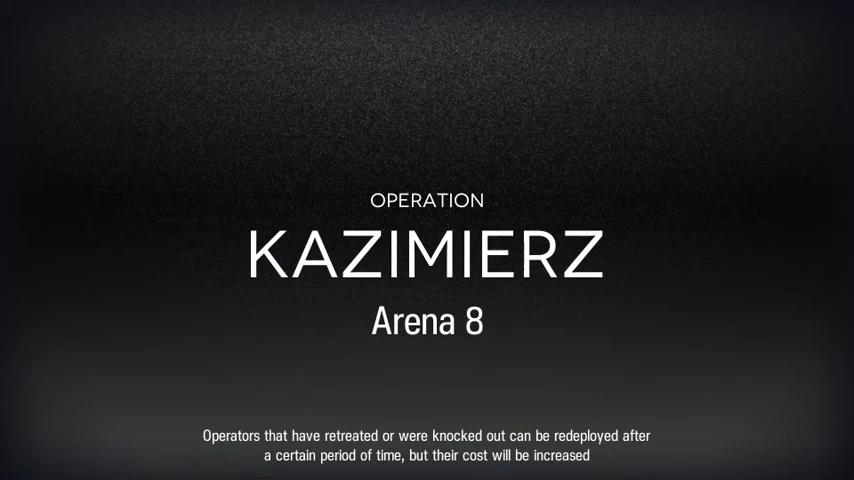 OPERATION
KAZIMIERZ
Arena 8
Operators that have retreated or were knocked out can be redeployed after
a certain period of time, but their cost will be increased